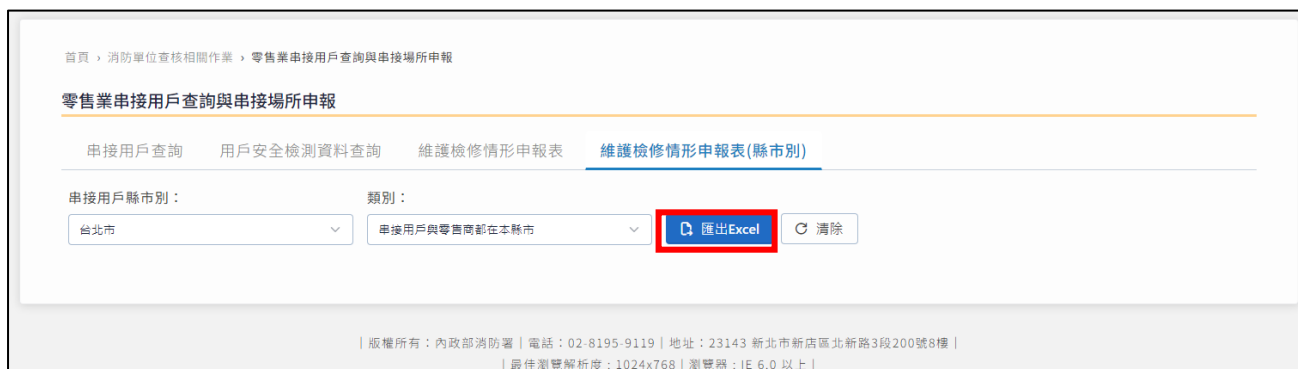 首頁 › 消防單位查核相關作業 › 零售業串接用戶查詢與串接場所申報
零售業串接用戶查詢與串接場所申報
串接用戶查詢 用戶安全檢測資料查詢 維護檢修情形申報表 維護檢修情形申報表(縣市別)
串接用戶縣市別： 類別：
台北市 串接用戶與零售商都在本縣市 匯出Excel 清除
| 版權所有：內政部消防署 | 電話：02-8195-9119 | 地址：23143 新北市新店區北新路3段200號8樓 |
| 最佳瀏覽解析度：1024x768 | 瀏覽器：IE 6.0 以上 |